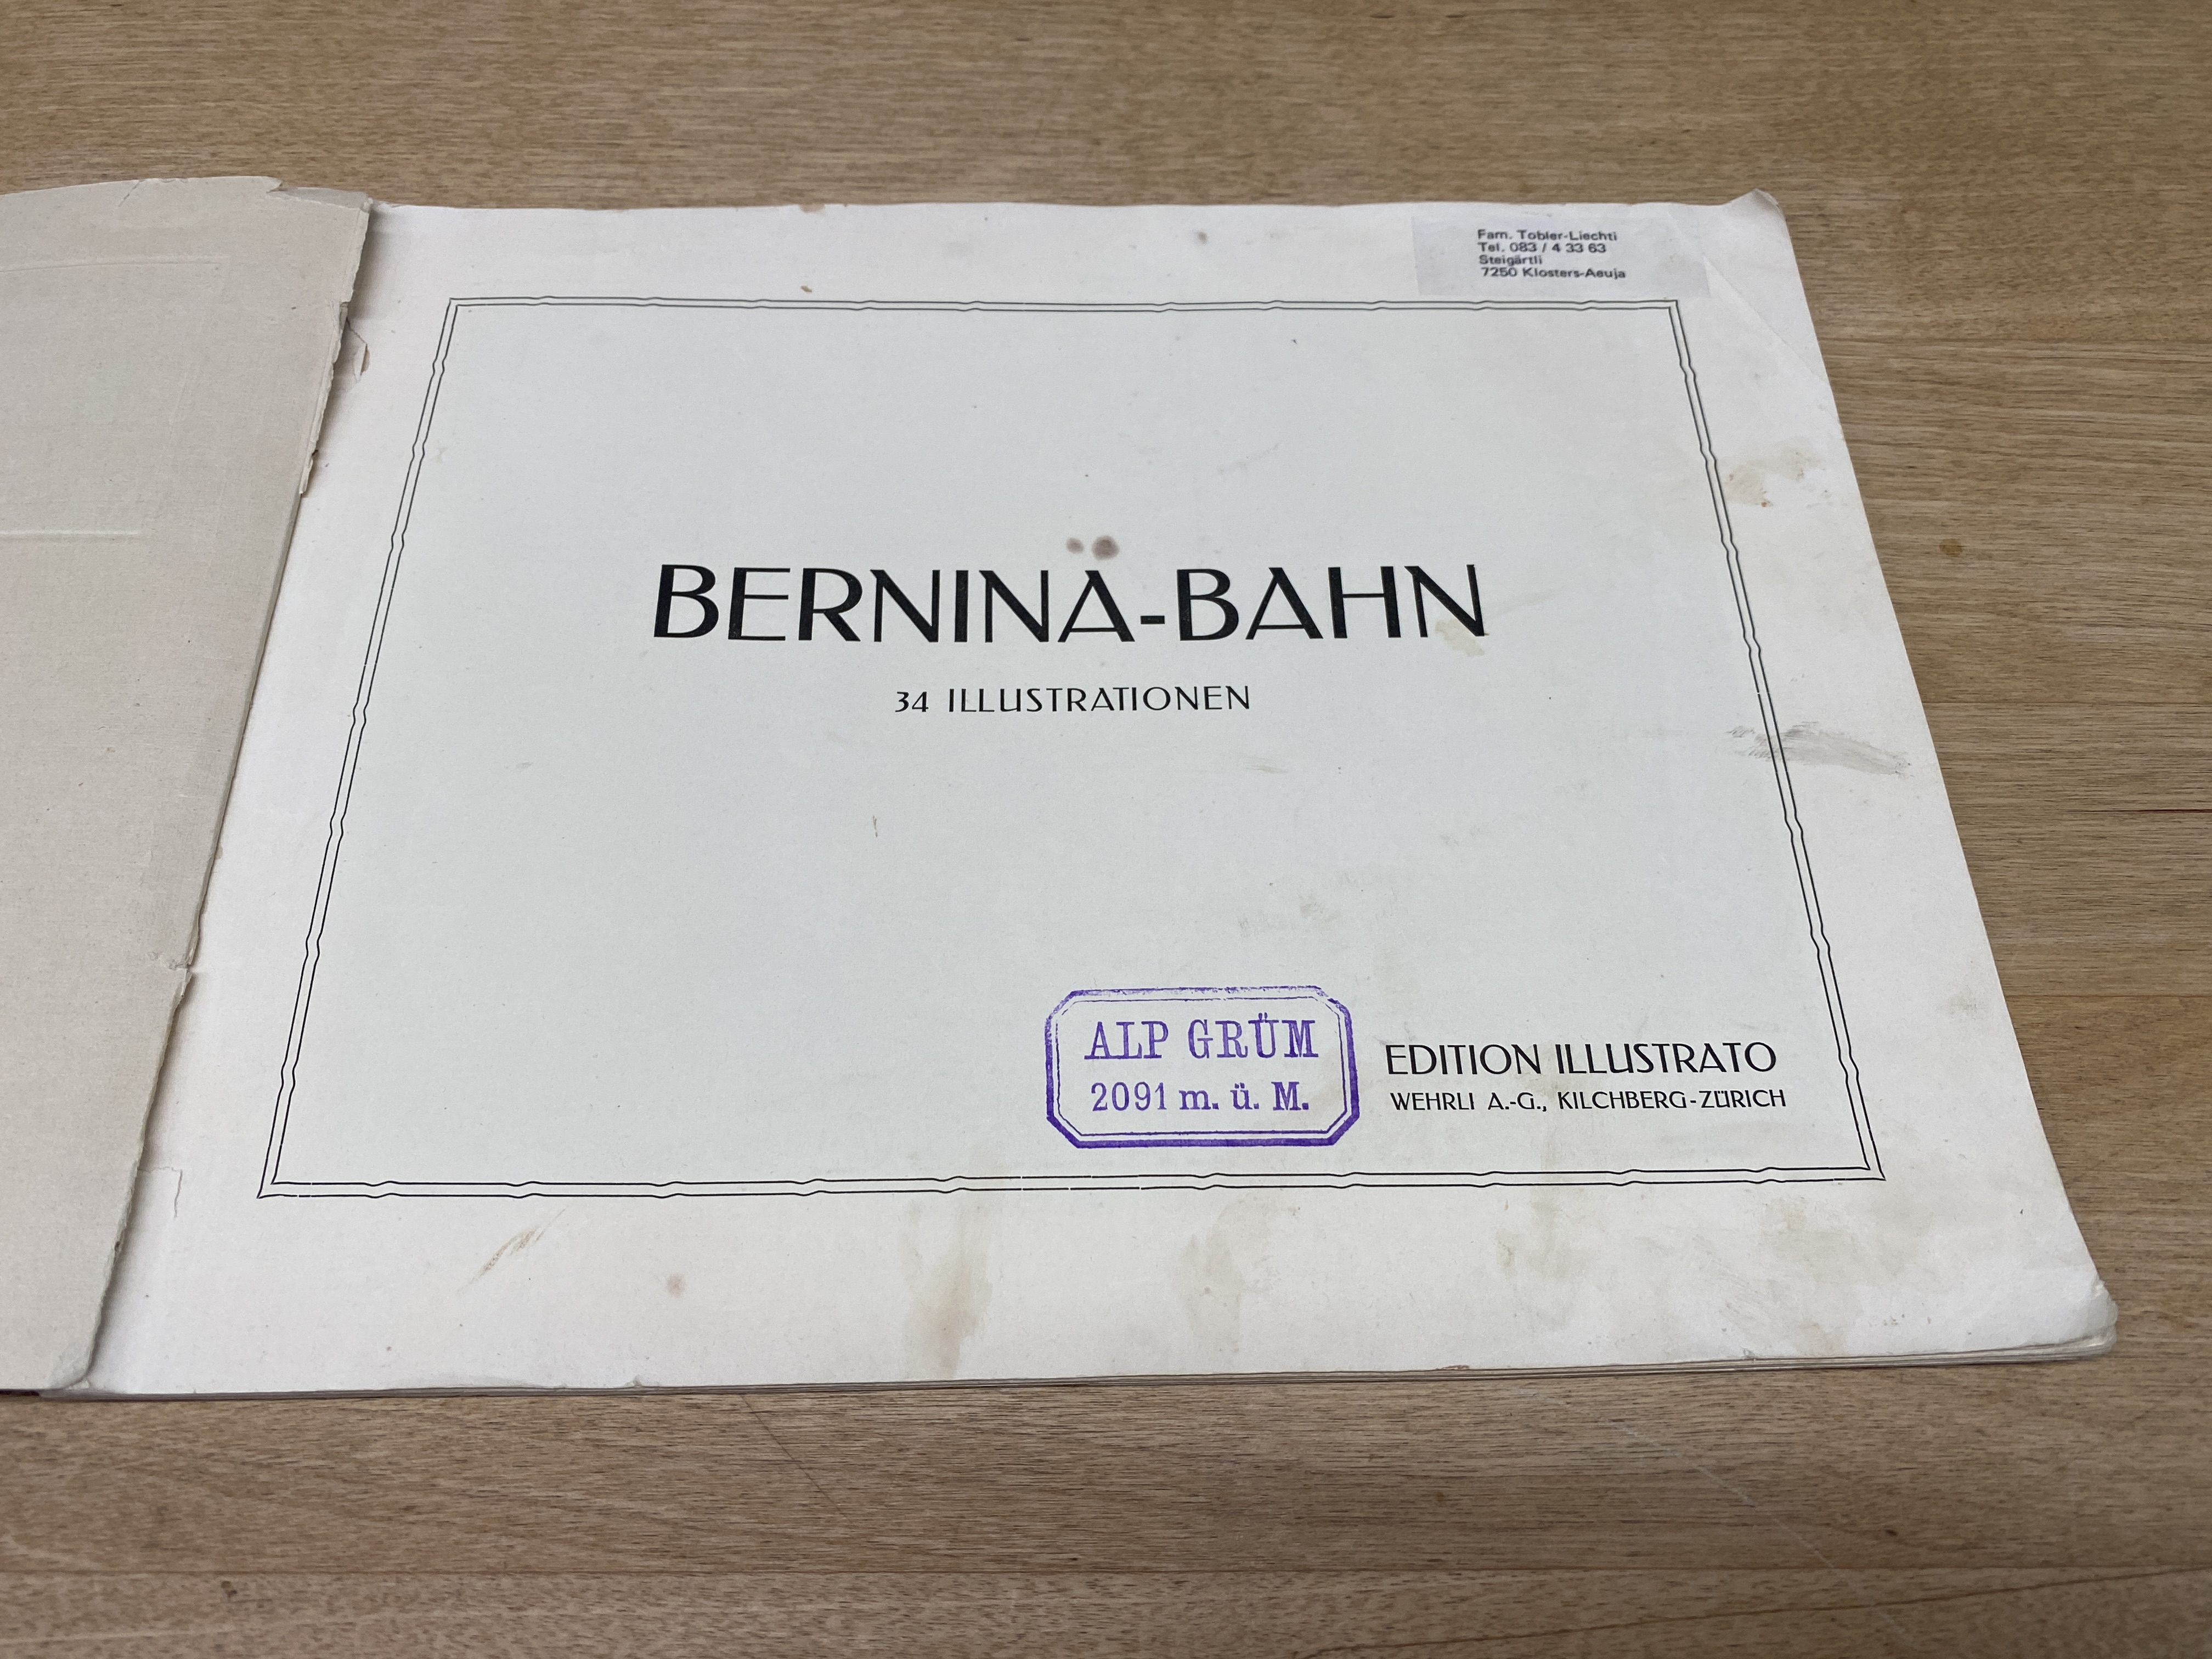 Fam. Tobler-Liechti
Tel. 083 / 4 33 63
Steigärtli
7250 Klosters-Aeuja
BERNINA-BAHN
34 ILLUSTRATIONEN
ALP GRÜM
2091 m. ü. M.
EDITION ILLUSTRATO
WEHRLI A.-G., KILCHBERG-ZÜRICH